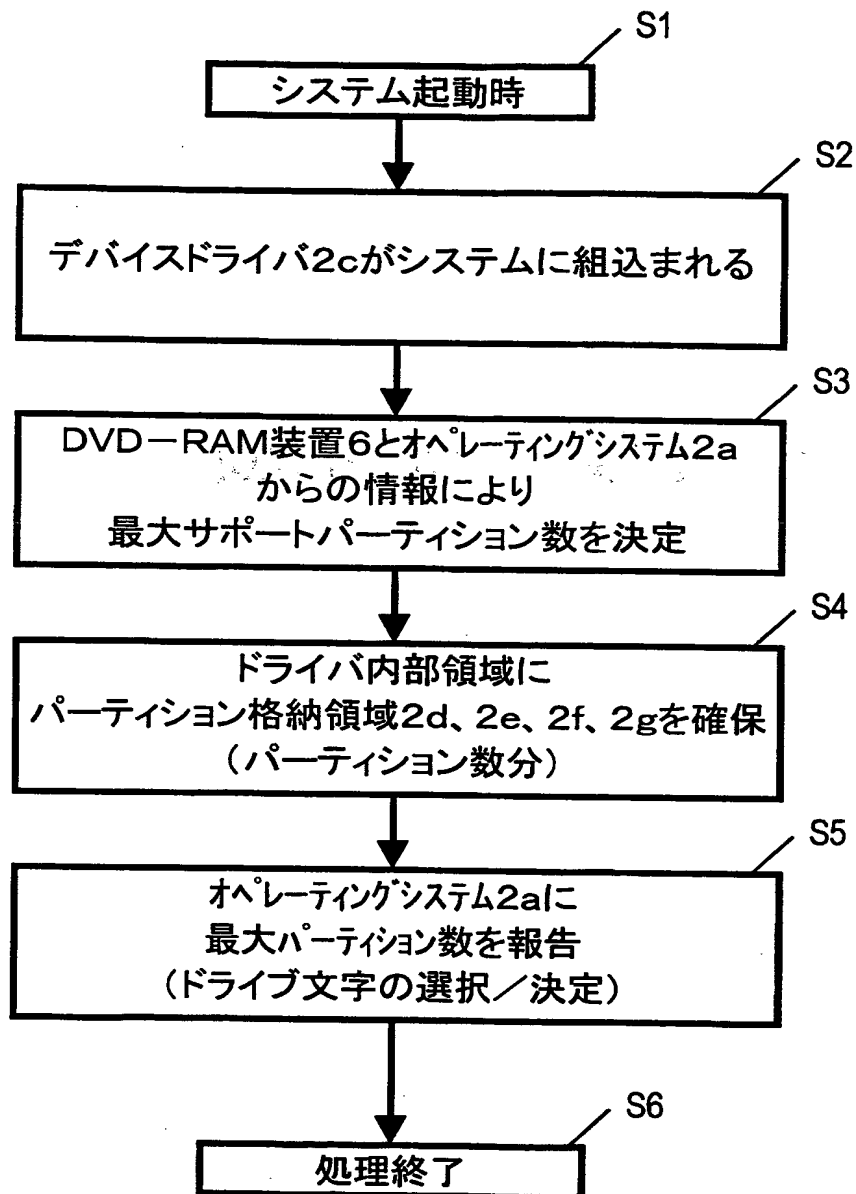 S1
システム起動時
S2
デバイスドライバ2cがシステムに組込まれる
S3
DVD－RAM装置6とオペレーティングシステム2a
からの情報により
最大サポートパーティション数を決定
S4
ドライバ内部領域に
パーティション格納領域2d、2e、2f、2gを確保
（パーティション数分）
S5
オペレーティングシステム2aに
最大パーティション数を報告
（ドライブ文字の選択／決定）
S6
処理終了